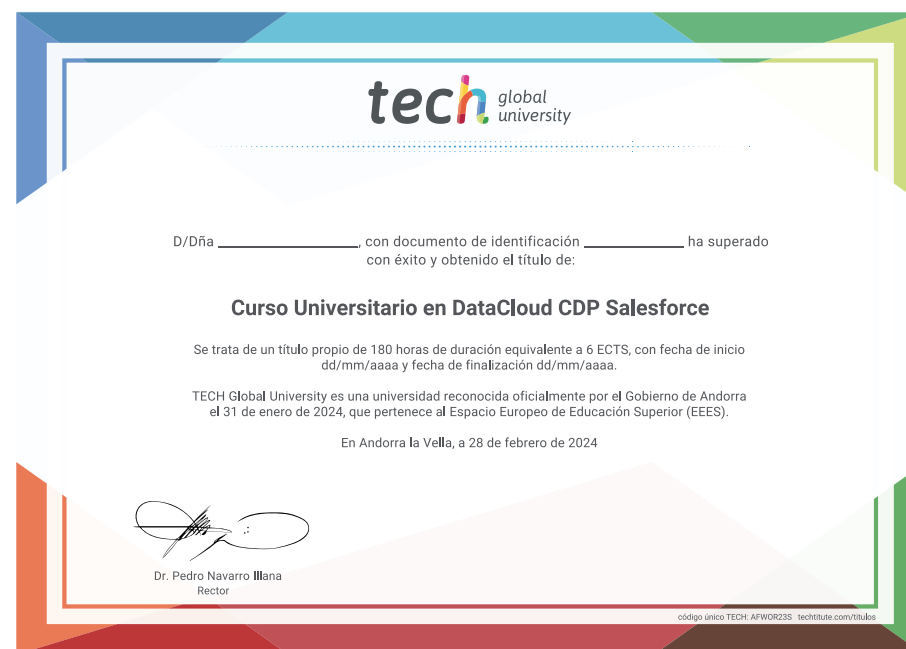 tech global university
D/Dña ____________, con documento de identificación ____________ ha superado
con éxito y obtenido el título de:
Curso Universitario en DataCloud CDP Salesforce
Se trata de un título propio de 180 horas de duración equivalente a 6 ECTS, con fecha de inicio
dd/mm/aaaa y fecha de finalización dd/mm/aaaa.
TECH Global University es una universidad reconocida oficialmente por el Gobierno de Andorra
el 31 de enero de 2024, que pertenece al Espacio Europeo de Educación Superior (EEES).
En Andorra la Vella, a 28 de febrero de 2024
Dr. Pedro Navarro Illana
Rector
código único TECH: AFWOR23S techtitute.com/titulos